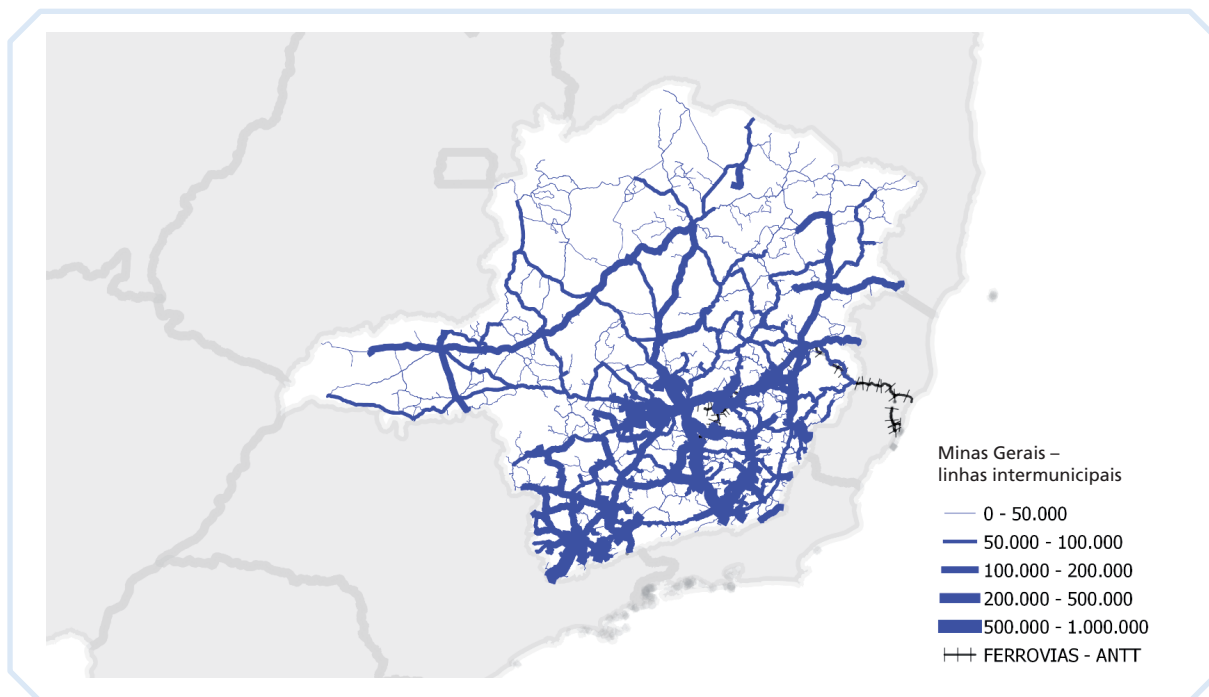 Minas Gerais –
linhas intermunicipais
0 - 50.000
50.000 - 100.000
100.000 - 200.000
200.000 - 500.000
500.000 - 1.000.000
FERROVIAS - ANTT